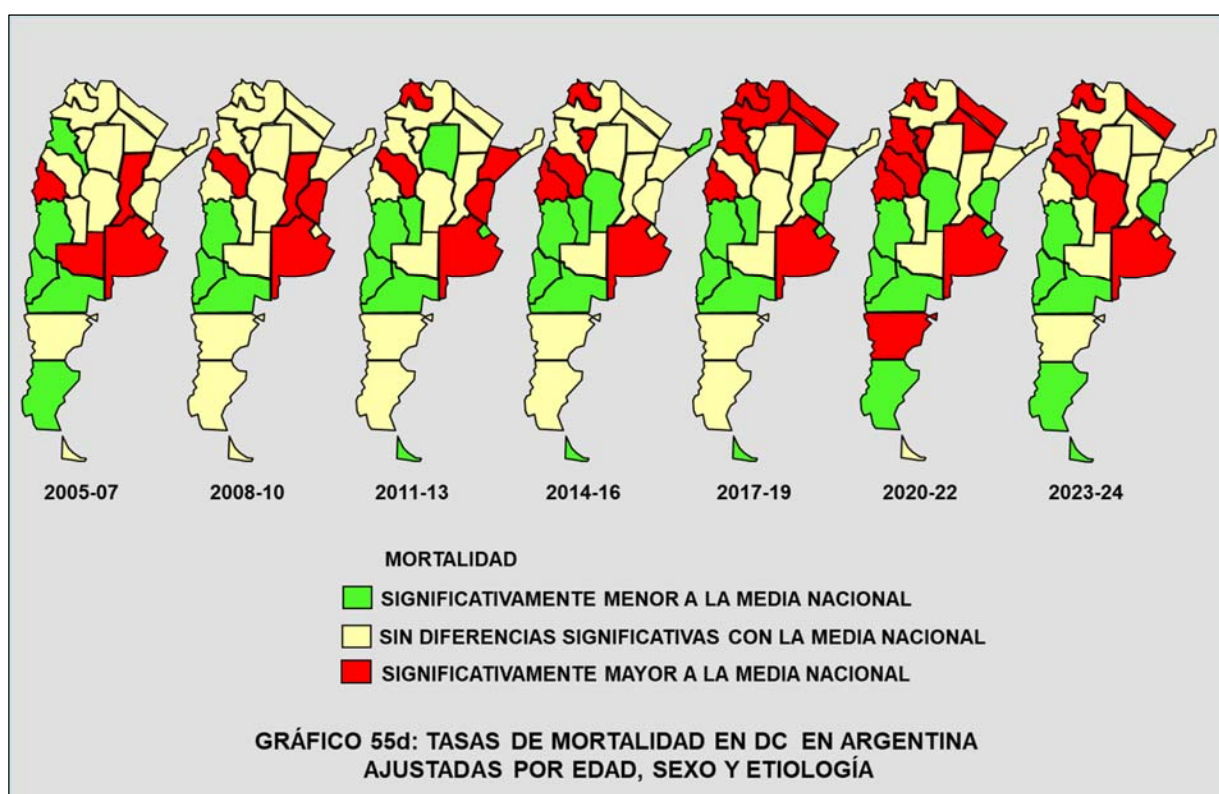 2005-07
2008-10
2011-13
2014-16
2017-19
2020-22
2023-24
MORTALIDAD
SIGNIFICATIVAMENTE MENOR A LA MEDIA NACIONAL
SIN DIFERENCIAS SIGNIFICATIVAS CON LA MEDIA NACIONAL
SIGNIFICATIVAMENTE MAYOR A LA MEDIA NACIONAL
GRÁFICO 55d: TASAS DE MORTALIDAD EN DC EN ARGENTINA
AJUSTADAS POR EDAD, SEXO Y ETIOLOGÍA